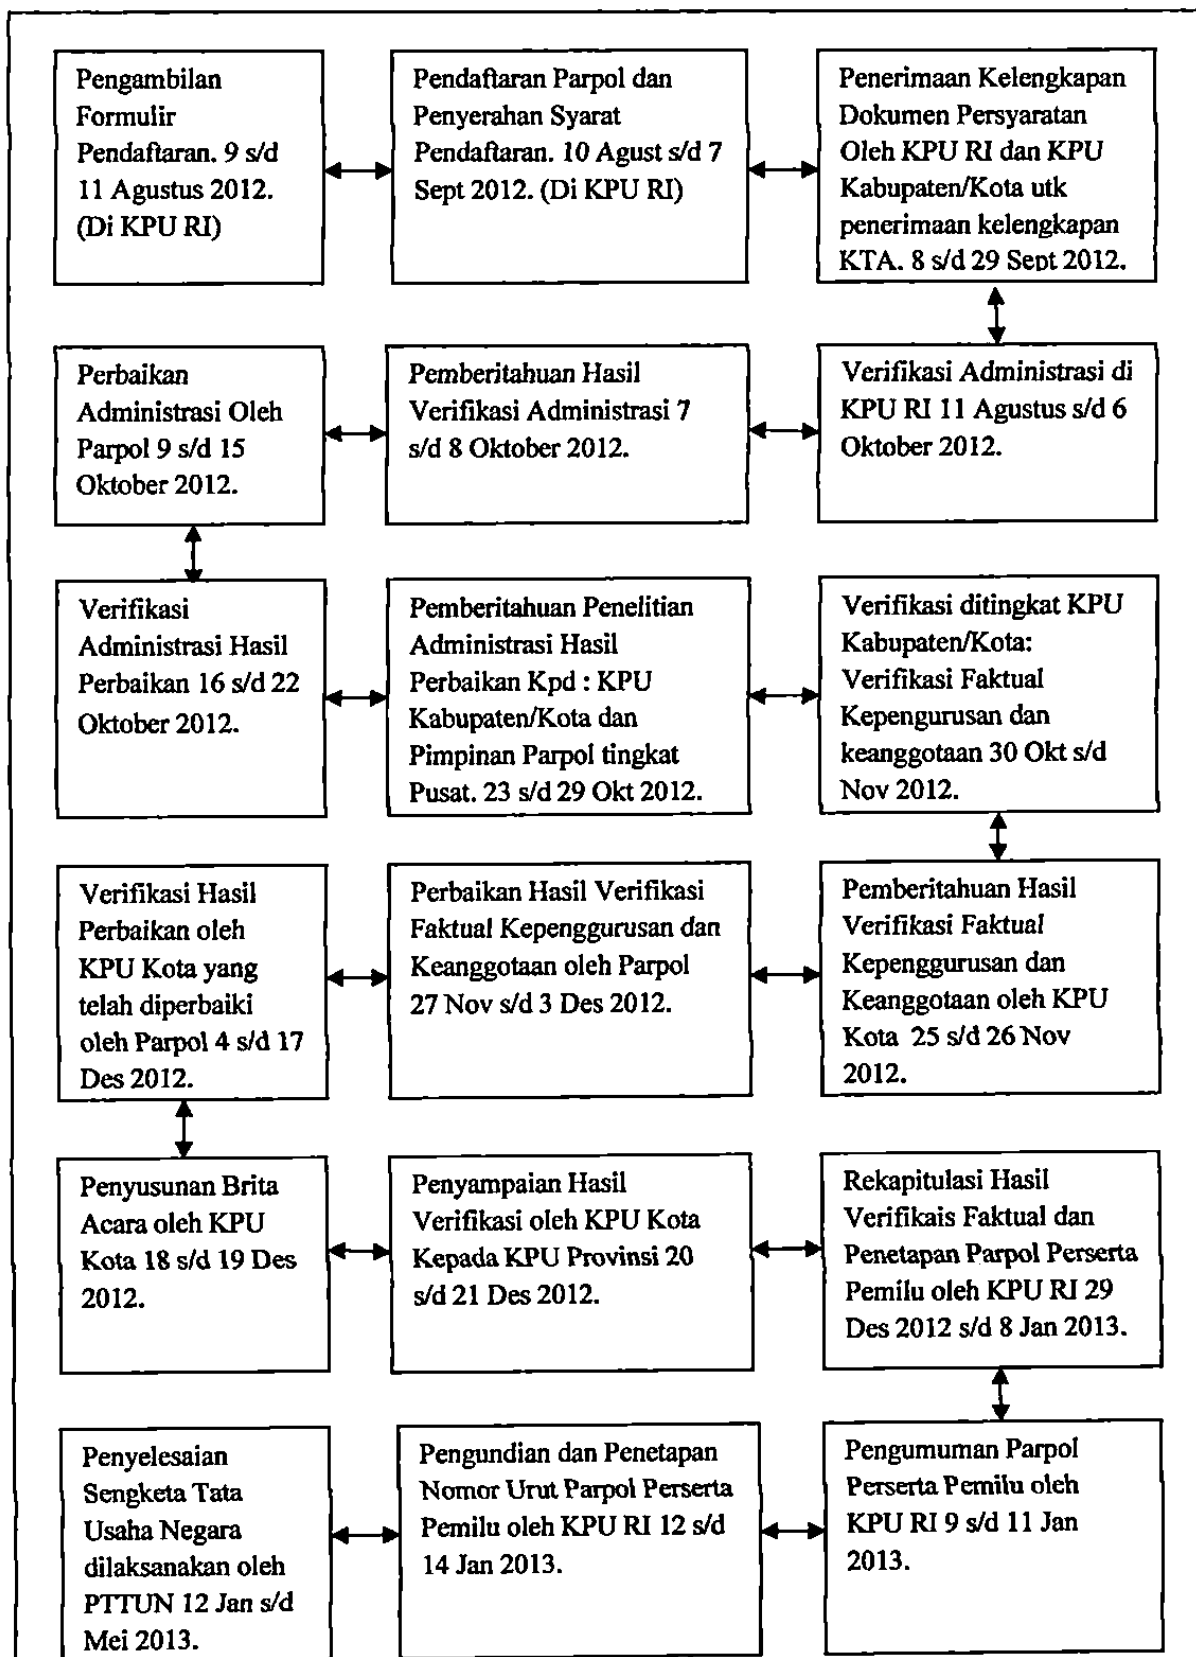 Pengambilan
Formulir
Pendaftaran. 9 s/d
11 Agustus 2012.
(Di KPU RI)
Pendaftaran Parpol dan
Penyerahan Syarat
Pendaftaran. 10 Agust s/d 7
Sept 2012. (Di KPU RI)
Penerimaan Kelengkapan
Dokumen Persyaratan
Oleh KPU RI dan KPU
Kabupaten/Kota utk
penerimaan kelengkapan
KTA. 8 s/d 29 Sept 2012.
Verifikasi Administrasi di
KPU RI 11 Agustus s/d 6
Oktober 2012.
Pemberitahuan Hasil
Verifikasi Administrasi 7
s/d 8 Oktober 2012.
Perbaikan
Administrasi Oleh
Parpol 9 s/d 15
Oktober 2012.
Verifikasi
Administrasi Hasil
Perbaikan 16 s/d 22
Oktober 2012.
Pemberitahuan Penelitian
Administrasi Hasil
Perbaikan Kpd : KPU
Kabupaten/Kota dan
Pimpinan Parpol tingkat
Pusat. 23 s/d 29 Okt 2012.
Verifikasi ditingkat KPU
Kabupaten/Kota:
Verifikasi Faktual
Kepengurusan dan
keanggotaan 30 Okt s/d
Nov 2012.
Pemberitahuan Hasil
Verifikasi Faktual
Kepenggurusan dan
Keanggotaan oleh KPU
Kota 25 s/d 26 Nov
2012.
Perbaikan Hasil Verifikasi
Faktual Kepenggurusan dan
Keanggotaan oleh Parpol
27 Nov s/d 3 Des 2012.
Verifikasi Hasil
Perbaikan oleh
KPU Kota yang
telah diperbaiki
oleh Parpol 4 s/d 17
Des 2012.
Penyusunan Brita
Acara oleh KPU
Kota 18 s/d 19 Des
2012.
Penyampaian Hasil
Verifikasi oleh KPU Kota
Kepada KPU Provinsi 20
s/d 21 Des 2012.
Rekapitulasi Hasil
Verifikais Faktual dan
Penetapan Parpol Perserta
Pemilu oleh KPU RI 29
Des 2012 s/d 8 Jan 2013.
Pengumuman Parpol
Perserta Pemilu oleh
KPU RI 9 s/d 11 Jan
2013.
Pengundian dan Penetapan
Nomor Urut Parpol Perserta
Pemilu oleh KPU RI 12 s/d
14 Jan 2013.
Penyelesaian
Sengketa Tata
Usaha Negara
dilaksanakan oleh
PTTUN 12 Jan s/d
Mei 2013.